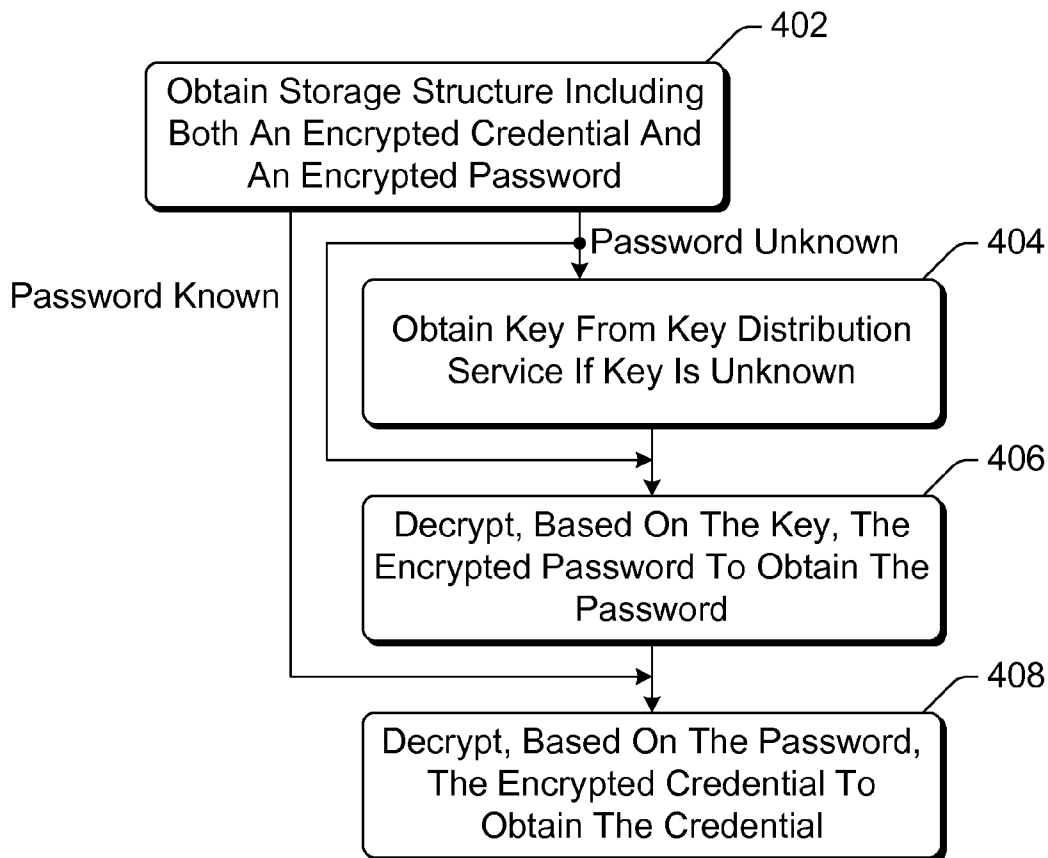 402
Obtain Storage Structure Including
Both An Encrypted Credential And
An Encrypted Password
Password Unknown
404
Password Known
Obtain Key From Key Distribution
Service If Key Is Unknown
406
Decrypt, Based On The Key, The
Encrypted Password To Obtain The
Password
408
Decrypt, Based On The Password,
The Encrypted Credential To
Obtain The Credential